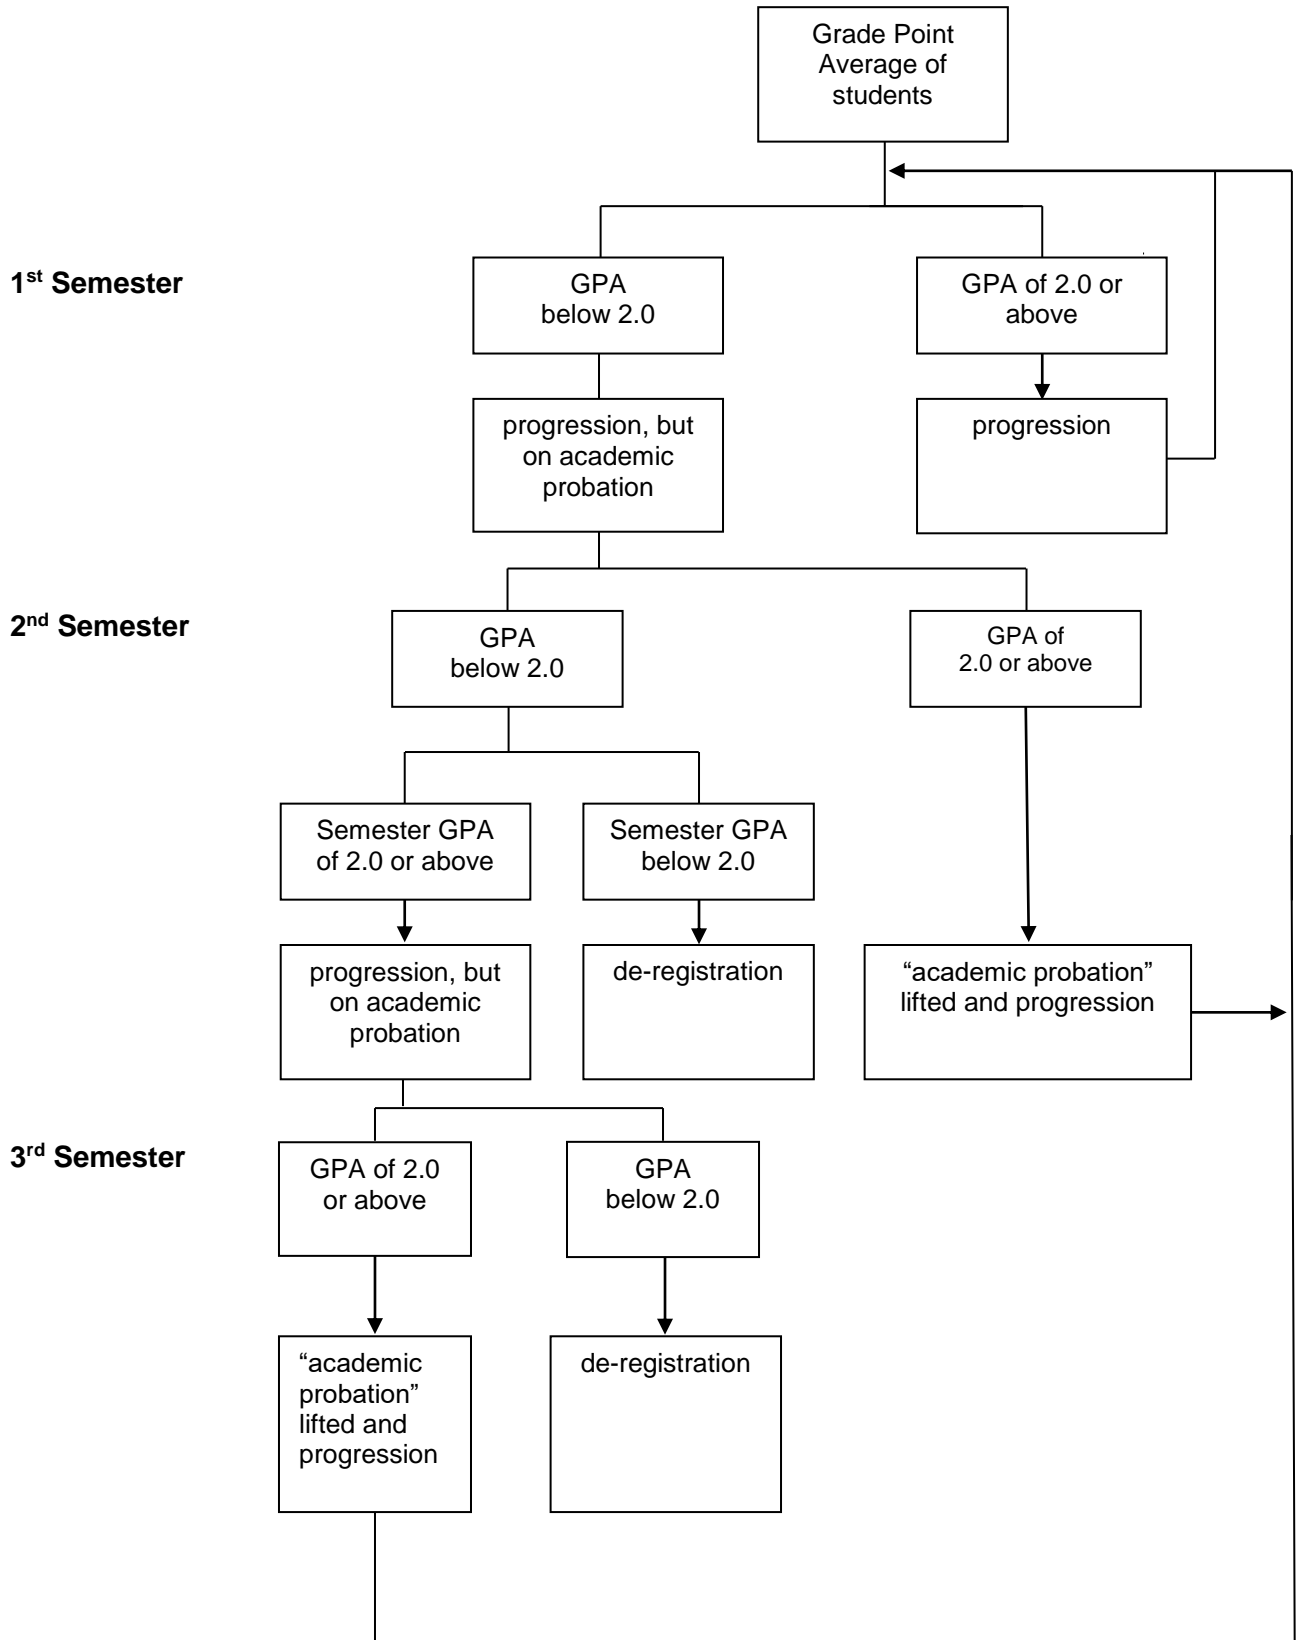 Grade Point
Average of
students
1st Semester
GPA
below 2.0
GPA of 2.0 or
above
progression, but
on academic
probation
progression
2nd Semester
GPA
below 2.0
GPA of
2.0 or above
Semester GPA
of 2.0 or above
Semester GPA
below 2.0
progression, but
on academic
probation
de-registration
“academic probation”
lifted and progression
3rd Semester
GPA of 2.0
or above
GPA
below 2.0
“academic
probation”
lifted and
progression
de-registration